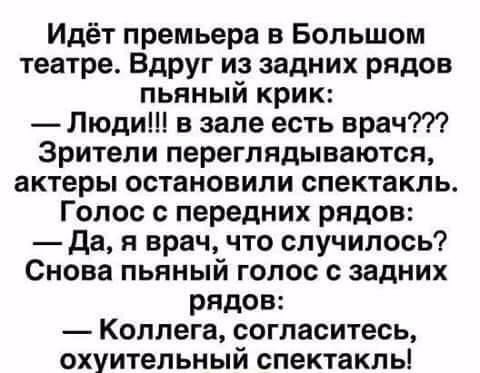 Идёт премьера в Большом
театре. Вдруг из задних рядов
пьяный крик:
— Люди!!! в зале есть врач???
Зрители переглядываются,
актеры остановили спектакль.
Голос с передних рядов:
— Да, я врач, что случилось?
Снова пьяный голос с задних
рядов:
— Коллега, согласитесь,
охуительный спектакль!